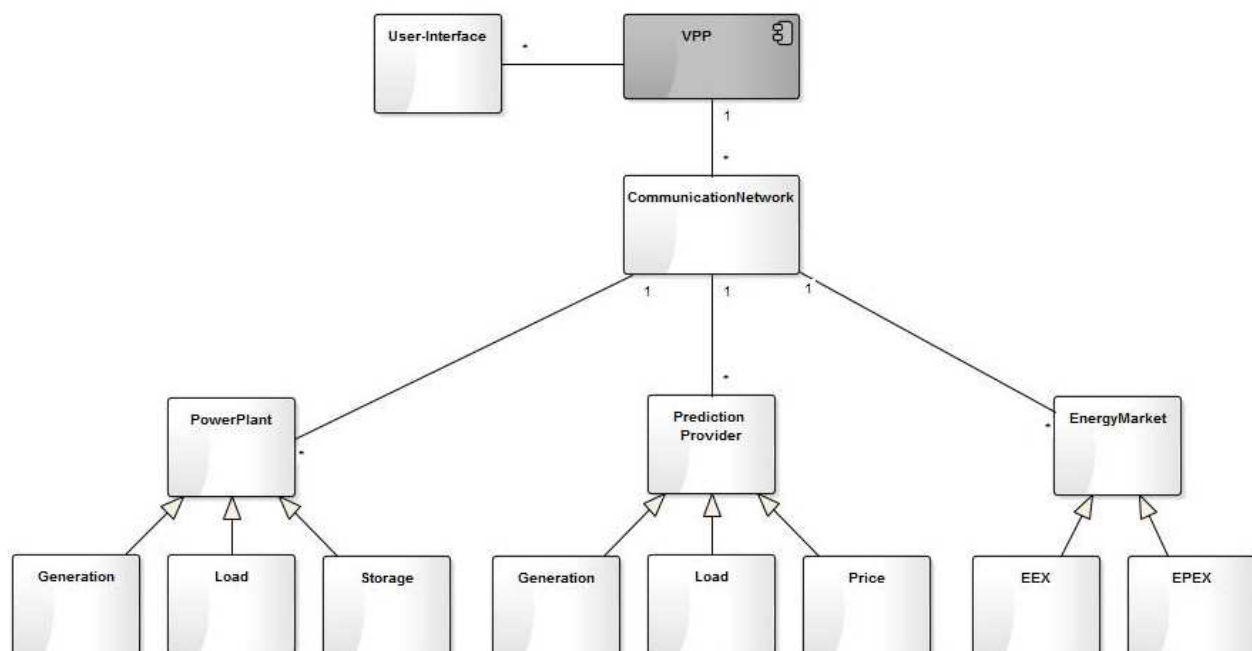 User-Interface
*
VPP
1
*
CommunicationNetwork
1
1
1
*
*
*
PowerPlant
Prediction
Provider
EnergyMarket
Generation
Load
Storage
Generation
Load
Price
EEX
EPEX